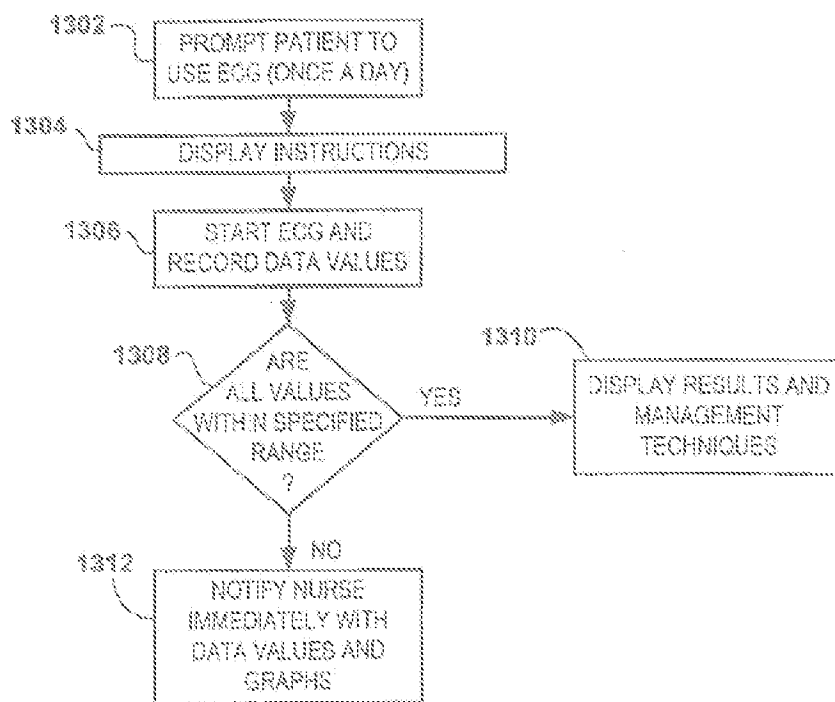 1302
PROMPT PATIENT TO
USE ECG (ONCE A DAY)
1304
DISPLAY INSTRUCTIONS
1306
START ECG AND
RECORD DATA VALUES
1308
ARE
ALL VALUES
WITHIN SPECIFIED
RANGE
?
YES
1310
DISPLAY RESULTS AND
MANAGEMENT
TECHNIQUES
NO
1312
NOTIFY NURSE
IMMEDIATELY WITH
DATA VALUES AND
GRAPHS